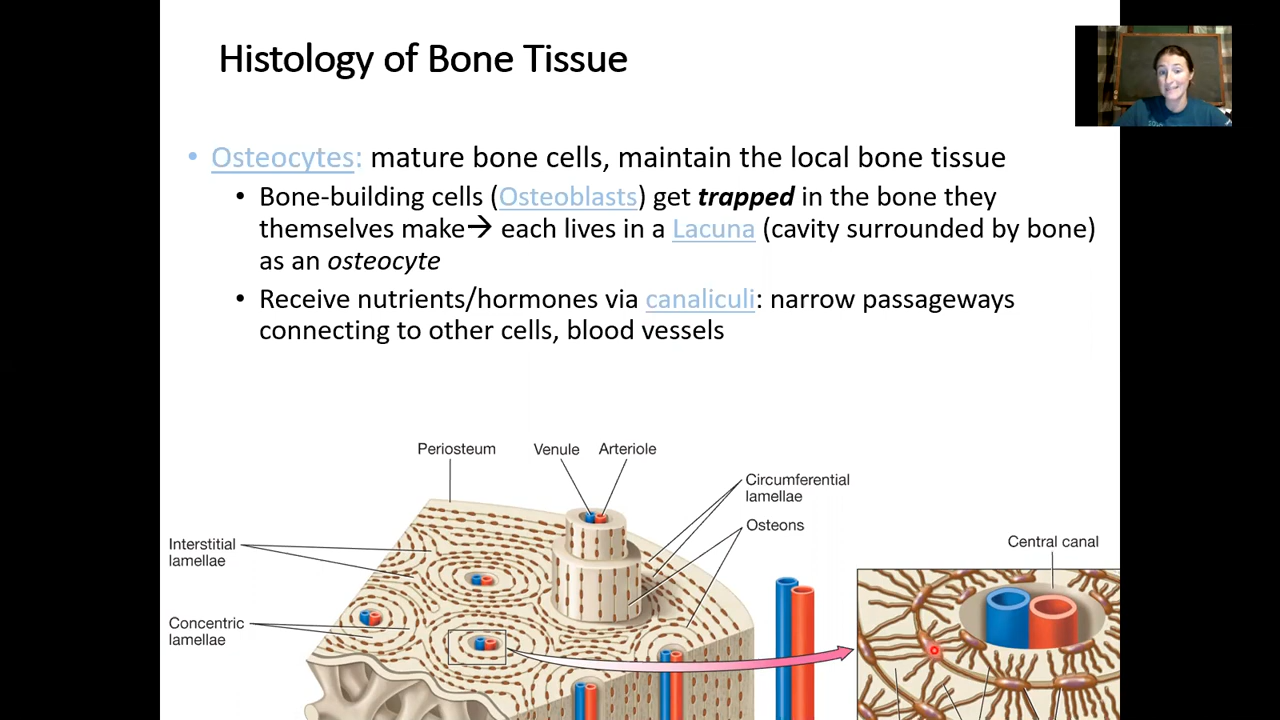 Histology of Bone Tissue
• Osteocytes: mature bone cells, maintain the local bone tissue
• Bone-building cells (Osteoblasts) get trapped in the bone they
themselves make→ each lives in a Lacuna (cavity surrounded by bone)
as an osteocyte
• Receive nutrients/hormones via canaliculi: narrow passageways
connecting to other cells, blood vessels
Periosteum
Venule
Arteriole
Circumferential
lamellae
Osteons
Interstitial
lamellae
Concentric
lamellae
Central canal